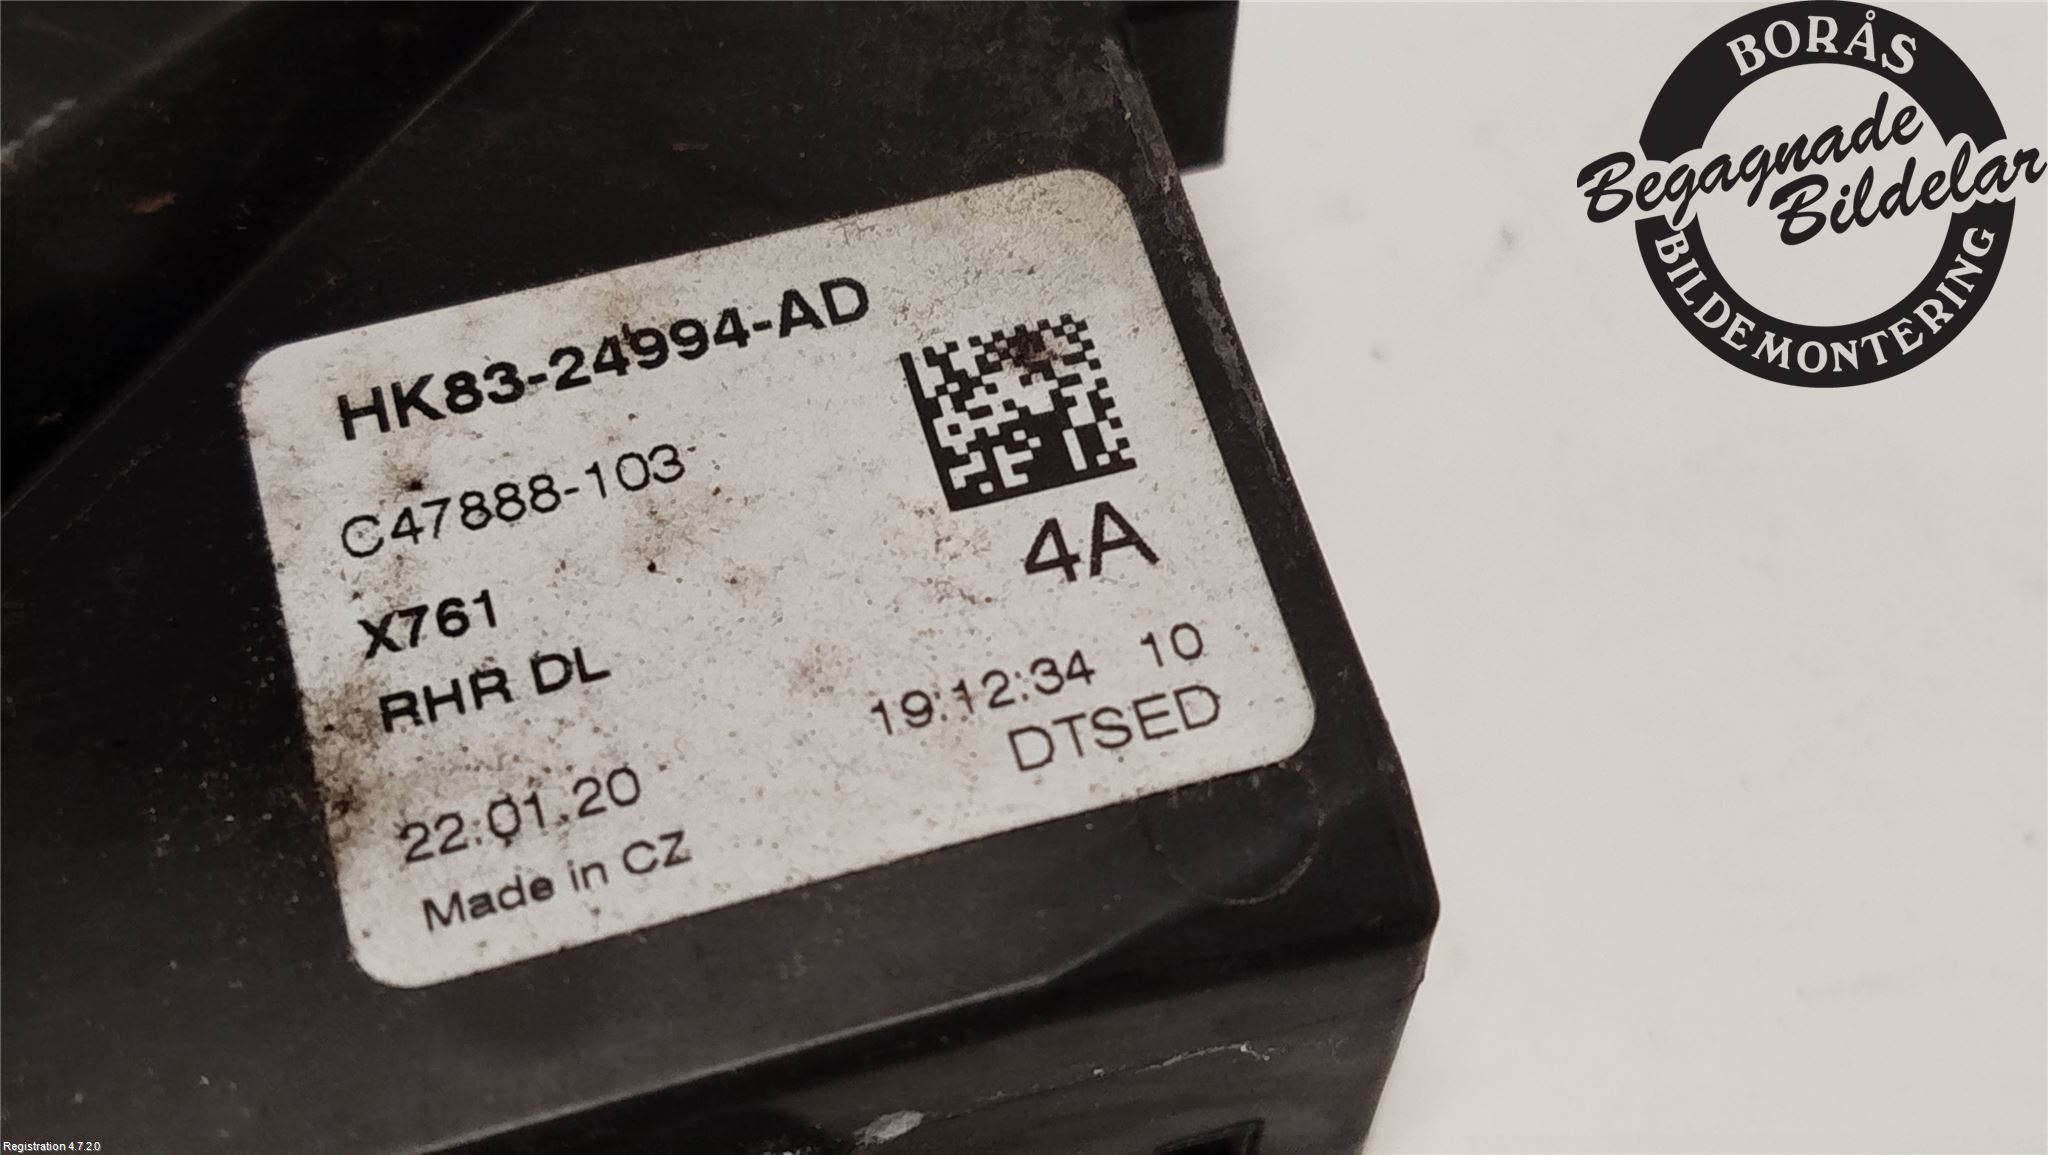 HK83-24994-AD
C47888-103
X761
RHR DL
4A
19:12:34 10
DTSED
22.01.20
Made in CZ
BORÅS
Begagnade
Bildelar
BILDEMONTERING
Registration 4.7.2.0